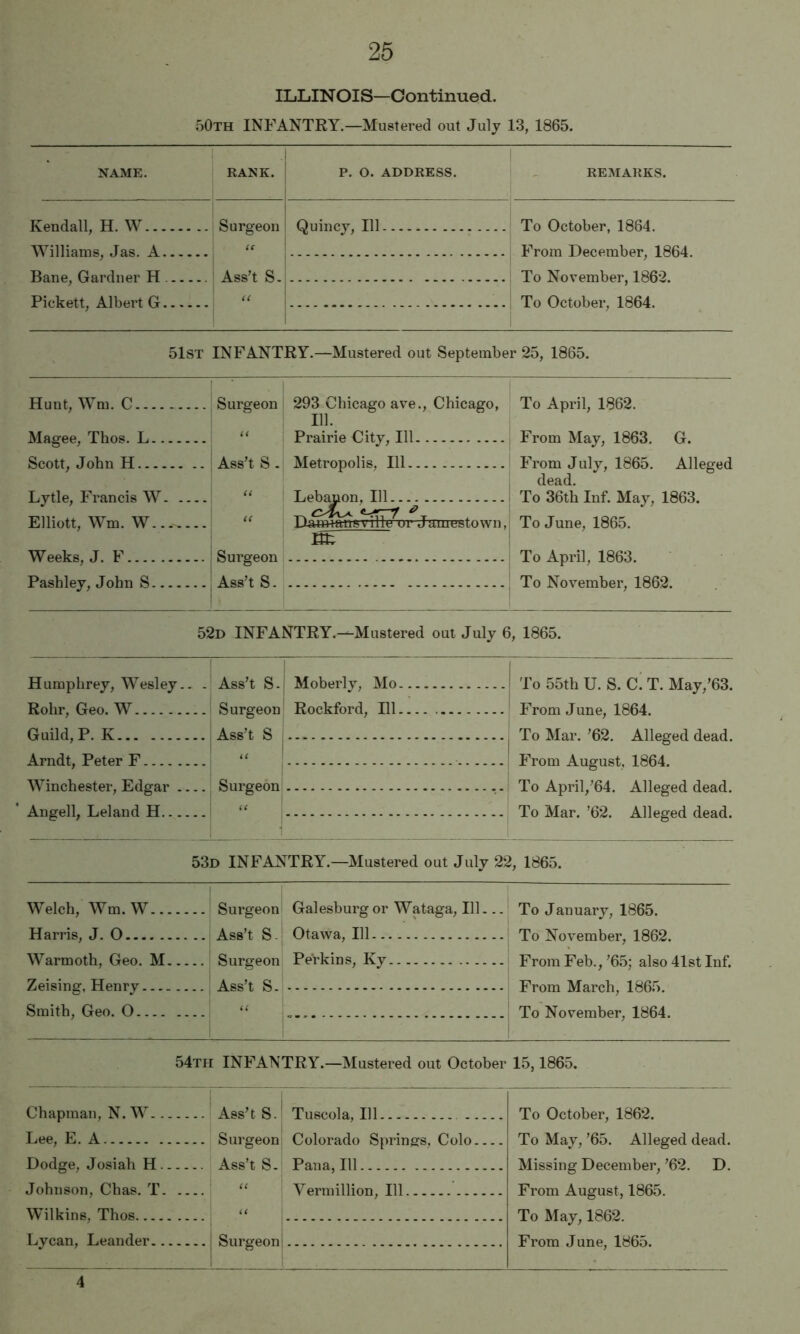 25
ILLINOIS—Continued.
50TH INFANTRY.—Mustered out July 13, 1865.
NAME. RANK. P. O. ADDRESS. REMARKS.
Kendall, H. W........ Surgeon Quincy, Ill............ To October, 1864.
Williams, Jas. A...... “ ............ From December, 1864.
Bane, Gardner H...... Ass’t S. ............ To November, 1862.
Pickett, Albert G...... “ ............ To October, 1864.
51ST INFANTRY.—Mustered out September 25, 1865.
Hunt, Wm. C......... Surgeon 293 Chicago ave., Chicago, To April, 1862.
Ill.
Magee, Thos. L....... “ Prairie City, Ill.......... From May, 1863. G.
Scott, John H........ Ass’t S. Metropolis, Ill........... From July, 1865. Alleged
dead.
Lytle, Francis W. .... “ Lebanon, Ill............ To 36th Inf. May, 1863.
Elliott, Wm. W....... “ Damiansville or Jamestown, To June, 1865.
Ill.
Weeks, J. F.......... Surgeon ............ To April, 1863.
Pashley, John S....... Ass’t S. ............ To November, 1862.
52D INFANTRY.—Mustered out July 6, 1865.
Humphrey, Wesley.. . Ass’t S. Moberly, Mo............ To 55th U. S. C. T. May,’63.
Rohr, Geo. W......... Surgeon Rockford, Ill............ From June, 1864.
Guild, P. K.......... Ass’t S ............ To Mar. ’62. Alleged dead.
Arndt, Peter F........ “ ............ From August, 1864.
Winchester, Edgar .... Surgeon ............ To April,’64. Alleged dead.
Angell, Leland H...... “ ............ To Mar. ’62. Alleged dead.
53D INFANTRY.—Mustered out July 22, 1865.
Welch, Wm. W....... Surgeon Galesburg or Wataga, Ill... To January, 1865.
Harris, J. O.......... Ass’t S. Otawa, Ill............ To November, 1862.
Warmoth, Geo. M..... Surgeon Perkins, Ky............ From Feb., ’65; also 41st Inf.
Zeising, Henry........ Ass’t S. ............ From March, 1865.
Smith, Geo. O........ “ ............ To November, 1864.
54TH INFANTRY.—Mustered out October 15, 1865.
Chapman, N. W....... Ass’t S. Tuscola, Ill............ To October, 1862.
Lee, E. A............ Surgeon Colorado Springs, Colo.... To May, ’65. Alleged dead.
Dodge, Josiah H...... Ass’t S. Pana, Ill............ Missing December, ’62. D.
Johnson, Chas. T. .... “ Vermillion, Ill............ From August, 1865.
Wilkins, Thos......... “ ............ To May, 1862.
Lycan, Leander....... Surgeon ............ From June, 1865.
4